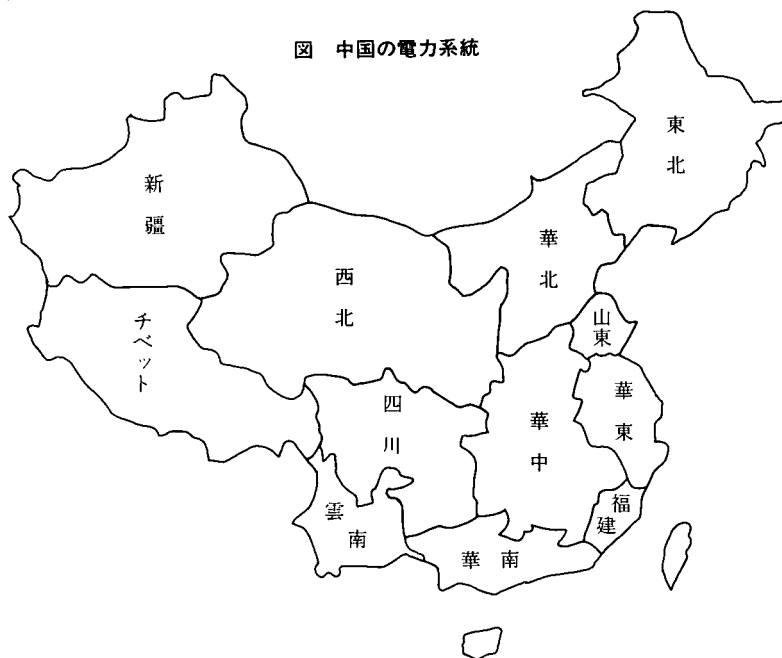 図 中国の電力系統
東北
新疆
華北
西北
チベット
山東
四川
華東
華中
福建
雲南
華南